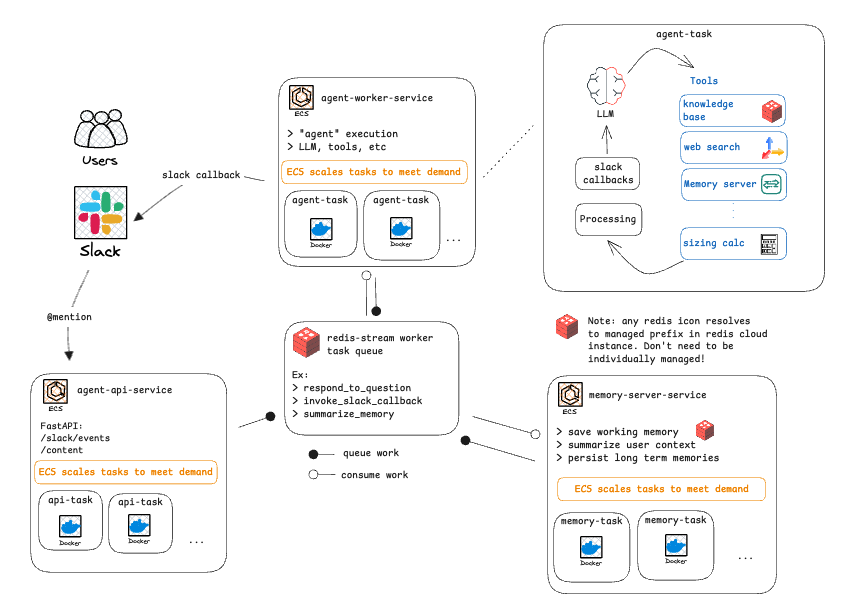 agent-task
LLM
Tools
knowledge
base
web search
Memory server
sizing calc
slack
callbacks
Processing
agent-worker-service
ECS
> "agent" execution
> LLM, tools, etc
ECS scales tasks to meet demand
agent-task
Docker
agent-task
Docker
...
Users
slack callback
Slack
@mention
redis-stream worker
task queue
Ex:
> respond_to_question
> invoke_slack_callback
> summarize_memory
queue work
consume work
Note: any redis icon resolves
to managed prefix in redis cloud
instance. Don't need to be
individually managed!
agent-api-service
ECS
FastAPI:
/slack/events
/content
ECS scales tasks to meet demand
api-task
Docker
api-task
Docker
...
memory-server-service
ECS
> save working memory
> summarize user context
> persist long term memories
ECS scales tasks to meet demand
memory-task
Docker
memory-task
Docker
...